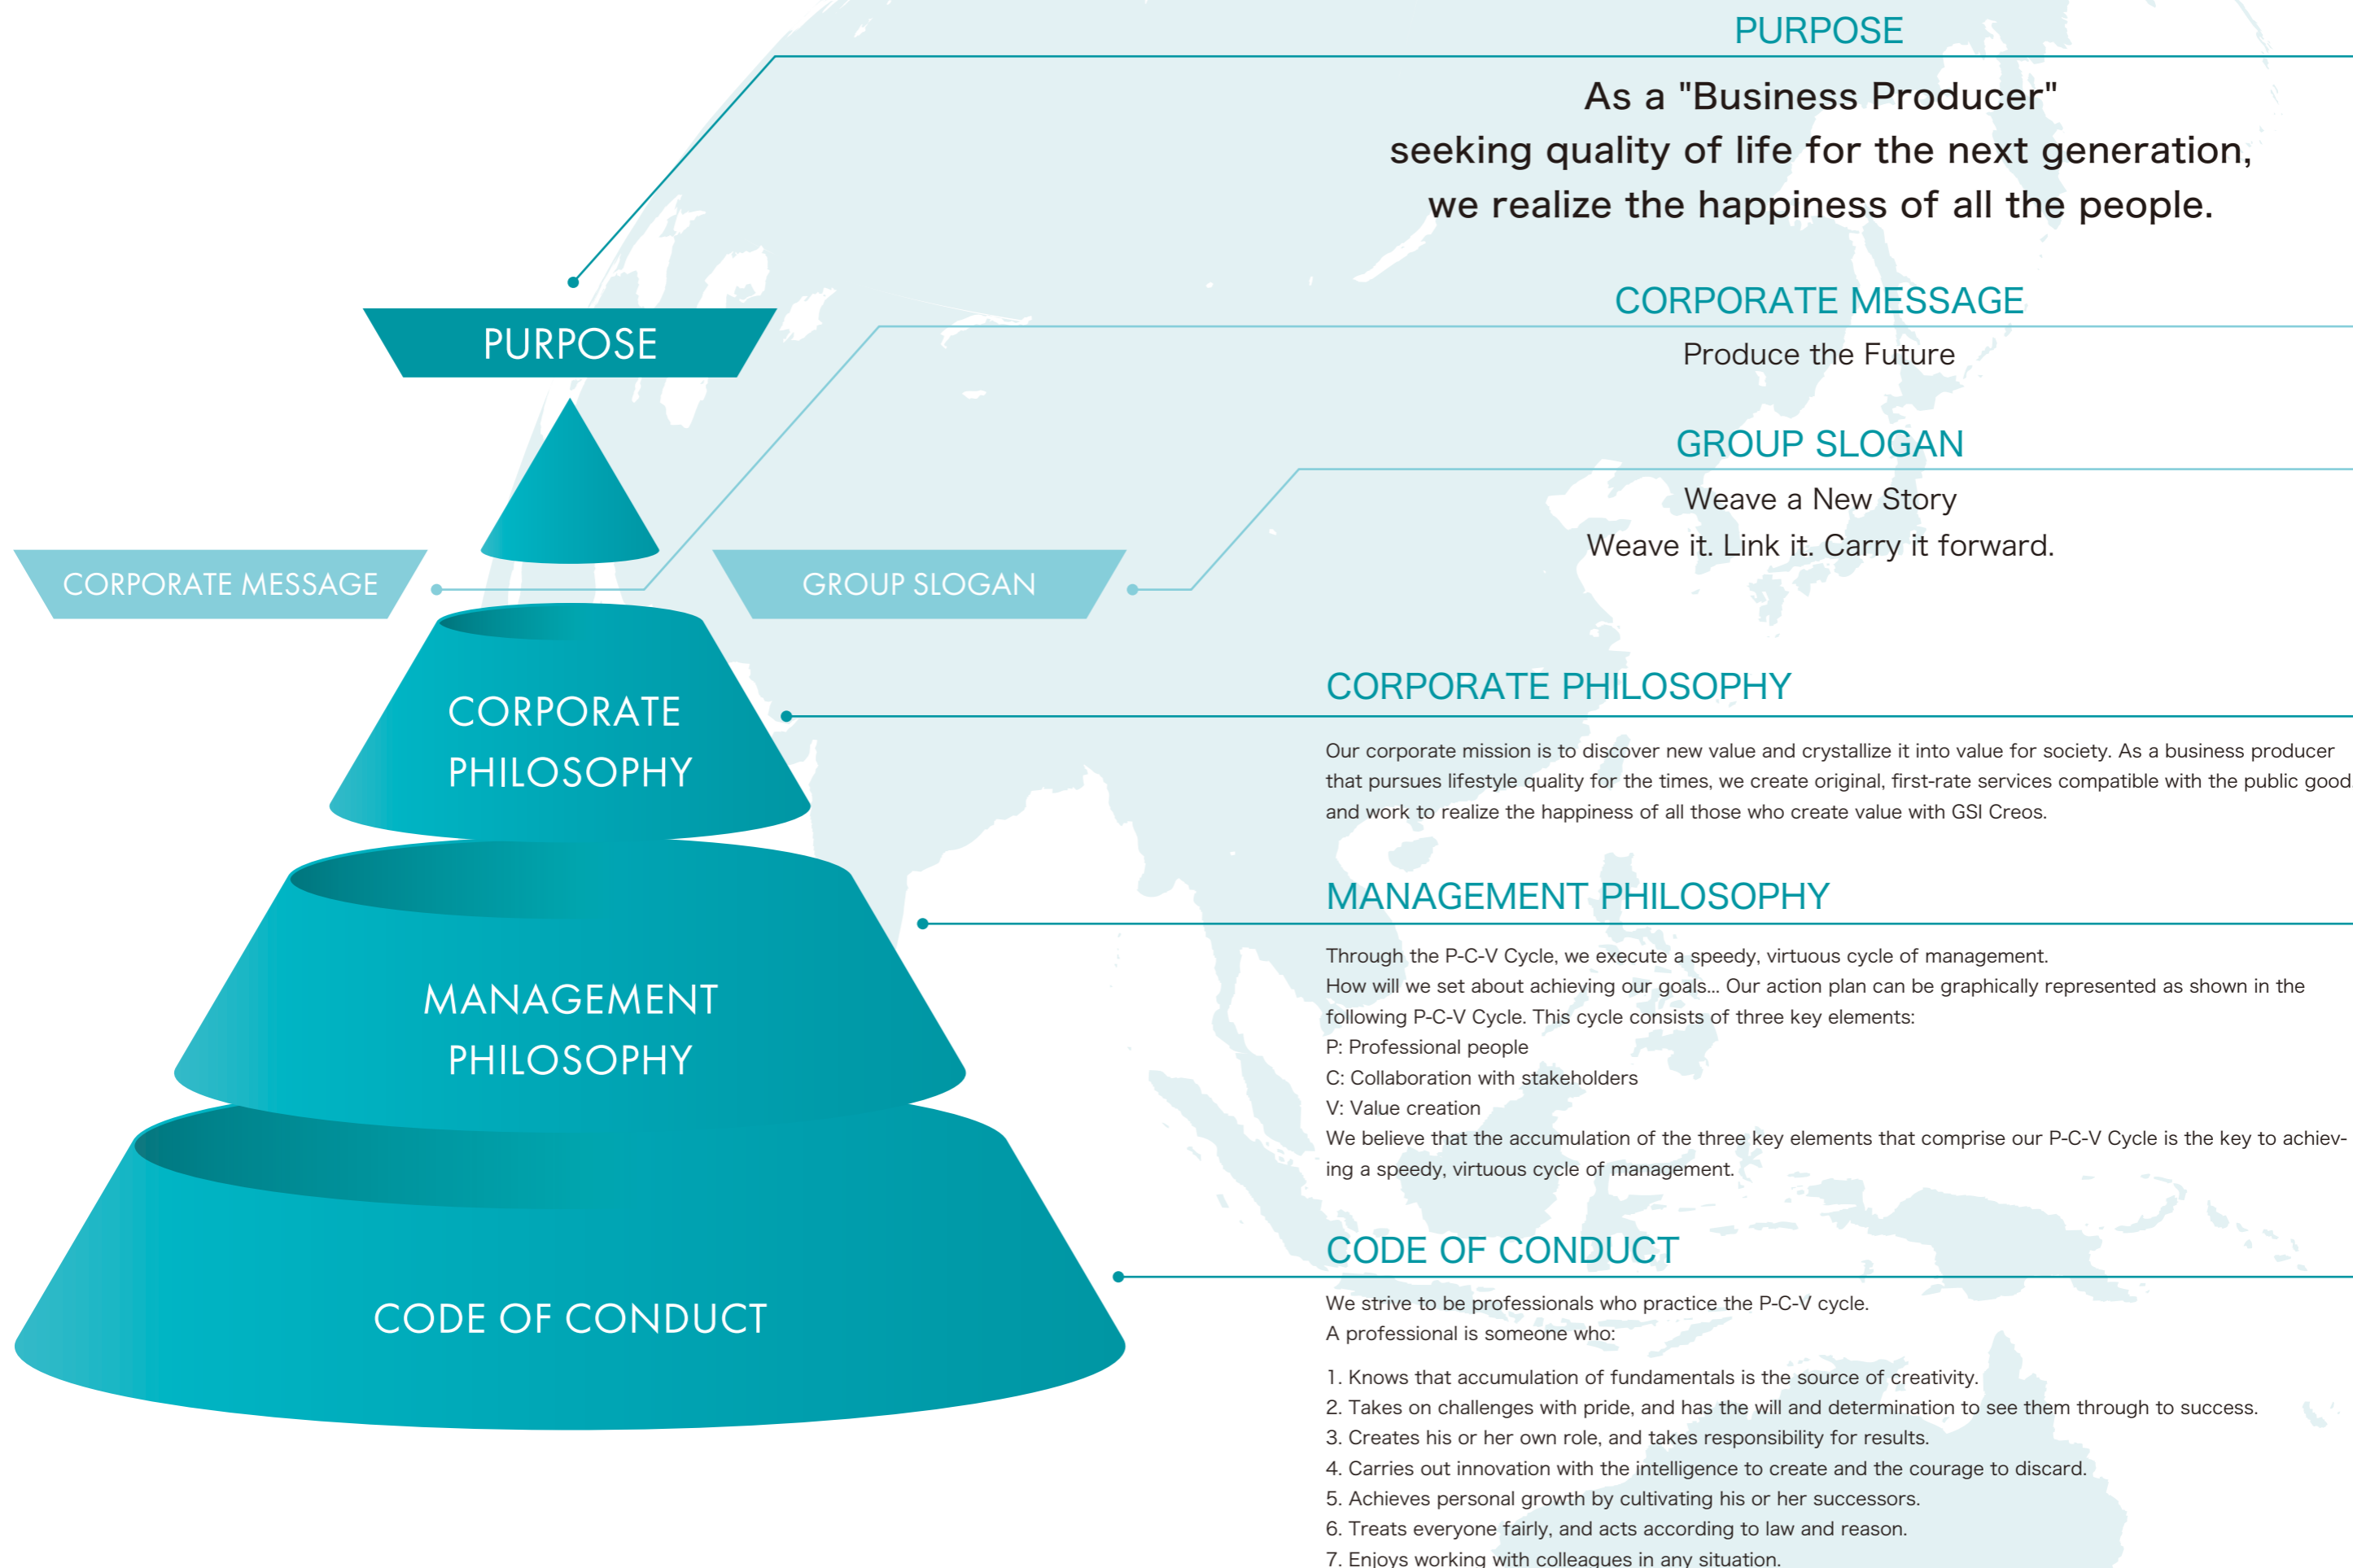 PURPOSE
As a "Business Producer"
seeking quality of life for the next generation,
we realize the happiness of all the people.
PURPOSE
CORPORATE MESSAGE
Produce the Future
GROUP SLOGAN
Weave a New Story
Weave it. Link it. Carry it forward.
CORPORATE MESSAGE
GROUP SLOGAN
CORPORATE
PHILOSOPHY
CORPORATE PHILOSOPHY
Our corporate mission is to discover new value and crystallize it into value for society. As a business producer
that pursues lifestyle quality for the times, we create original, first-rate services compatible with the public good,
and work to realize the happiness of all those who create value with GSI Creos.
MANAGEMENT
PHILOSOPHY
MANAGEMENT PHILOSOPHY
Through the P-C-V Cycle, we execute a speedy, virtuous cycle of management.
How will we set about achieving our goals... Our action plan can be graphically represented as shown in the
following P-C-V Cycle. This cycle consists of three key elements:
P: Professional people
C: Collaboration with stakeholders
V: Value creation
We believe that the accumulation of the three key elements that comprise our P-C-V Cycle is the key to achiev-
ing a speedy, virtuous cycle of management.
CODE OF CONDUCT
CODE OF CONDUCT
We strive to be professionals who practice the P-C-V cycle.
A professional is someone who:
1. Knows that accumulation of fundamentals is the source of creativity.
2. Takes on challenges with pride, and has the will and determination to see them through to success.
3. Creates his or her own role, and takes responsibility for results.
4. Carries out innovation with the intelligence to create and the courage to discard.
5. Achieves personal growth by cultivating his or her successors.
6. Treats everyone fairly, and acts according to law and reason.
7. Enjoys working with colleagues in any situation.